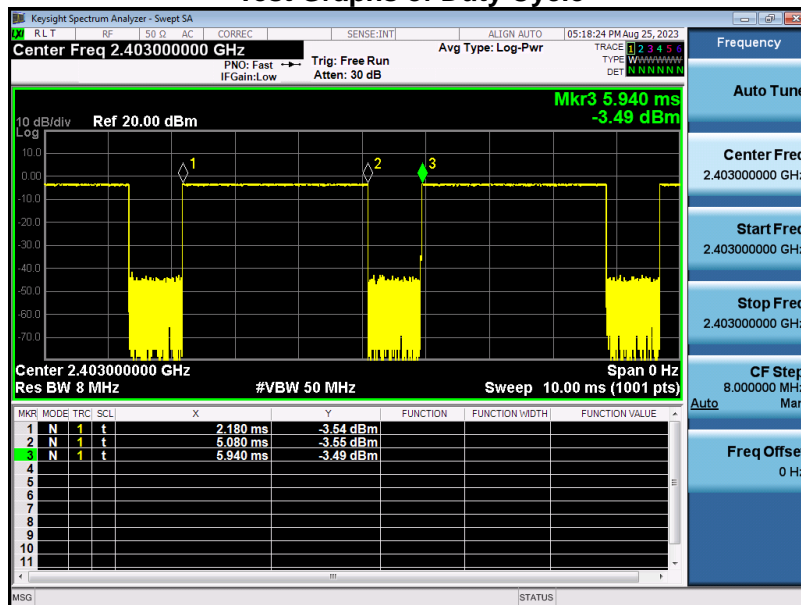 Test Graphs of Duty Cycle
Keysight Spectrum Analyzer - Swept SA
LXI RLT RF 50 Ω AC CORREC SENSE:INT ALIGN AUTO 05:18:24 PM Aug 25, 2023
Center Freq 2.403000000 GHz
PNO: Fast
IFGain:Low
Trig: Free Run
Atten: 30 dB
Avg Type: Log-Pwr
TRACE 1 2 3 4 5 6
TYPE WWWWWW
DET N N N N N N
Mkr3 5.940 ms
-3.49 dBm
10 dB/div Ref 20.00 dBm
Log
10.0
0.00
-10.0
-20.0
-30.0
-40.0
-50.0
-60.0
-70.0
1
2
3
Center 2.403000000 GHz Span 0 Hz
Res BW 8 MHz #VBW 50 MHz Sweep 10.00 ms (1001 pts)
MKR MODE TRC SCL X Y FUNCTION FUNCTION WIDTH FUNCTION VALUE
1 N 1 t 2.180 ms -3.54 dBm
2 N 1 t 5.080 ms -3.55 dBm
3 N 1 t 5.940 ms -3.49 dBm
4
5
6
7
8
9
10
11
MSG STATUS
Frequency
Auto Tune
Center Freq
2.403000000 GHz
Start Freq
2.403000000 GHz
Stop Freq
2.403000000 GHz
CF Step
8.000000 MHz
Auto Man
Freq Offset
0 Hz